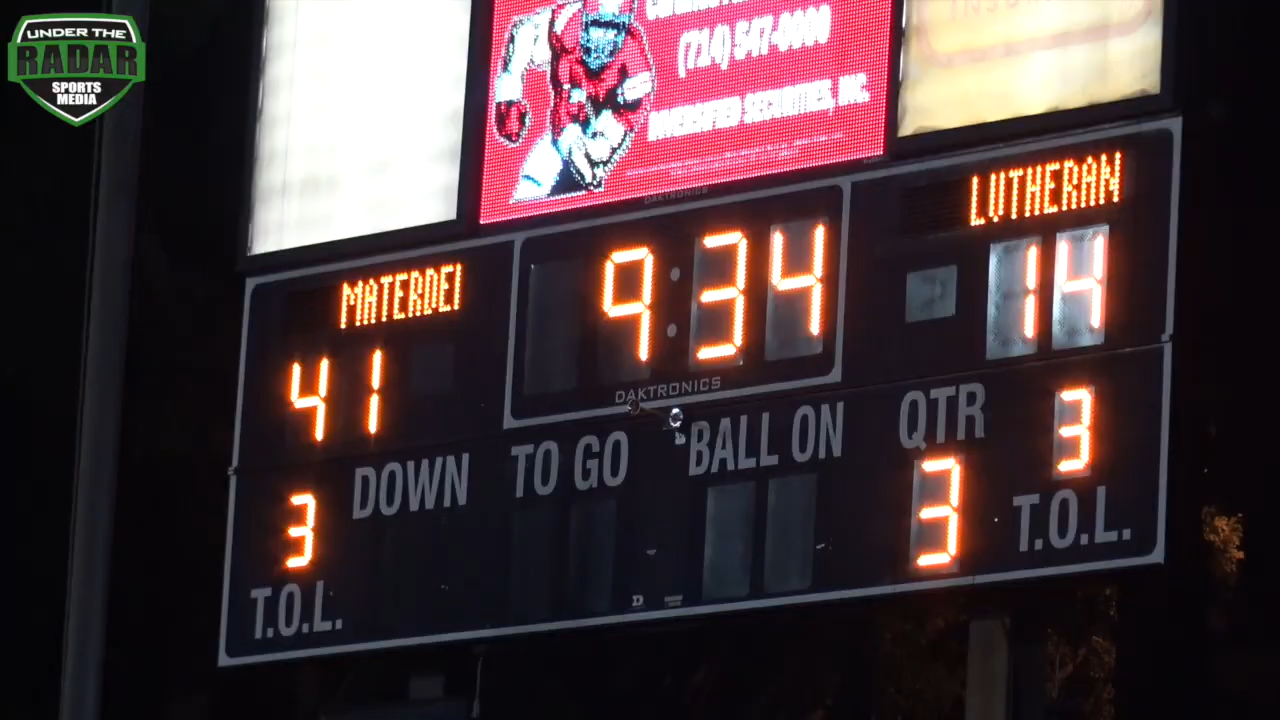 UNDER THE
RADAR
SPORTS
MEDIA
(714) 547-0000
DIVERSIFIED SECURITIES, INC.
DAKTRONICS
LUTHERAN
MATERDEI
9:34
14
41
DAKTRONICS
DOWN TO GO BALL ON QTR
3
3
3
T.O.L.
T.O.L.